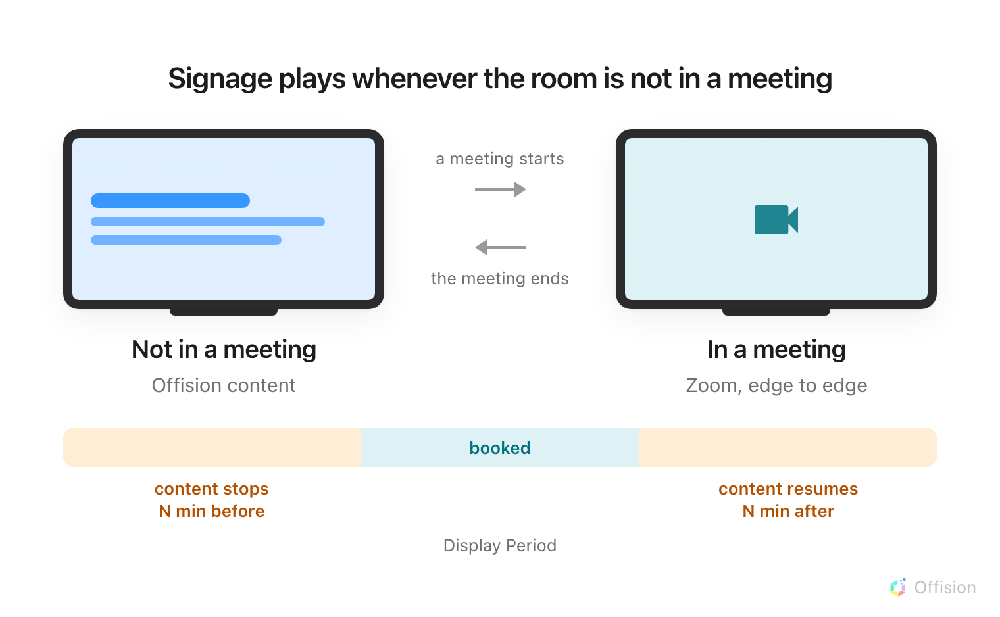 Signage plays whenever the room is not in a meeting
a meeting starts
the meeting ends
Not in a meeting
Offision content
In a meeting
Zoom, edge to edge
booked
content stops
N min before
content resumes
N min after
Display Period
Offision